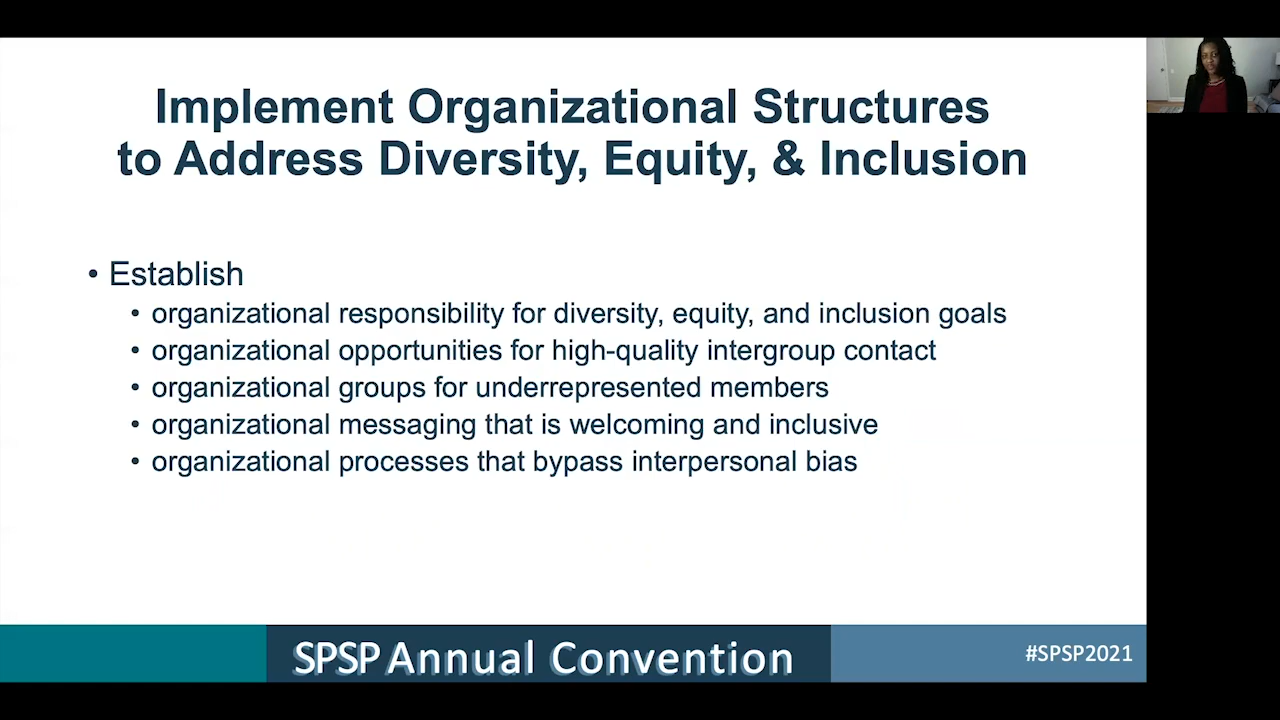 Implement Organizational Structures
to Address Diversity, Equity, & Inclusion
• Establish
• organizational responsibility for diversity, equity, and inclusion goals
• organizational opportunities for high-quality intergroup contact
• organizational groups for underrepresented members
• organizational messaging that is welcoming and inclusive
• organizational processes that bypass interpersonal bias
SPSP Annual Convention
#SPSP2021